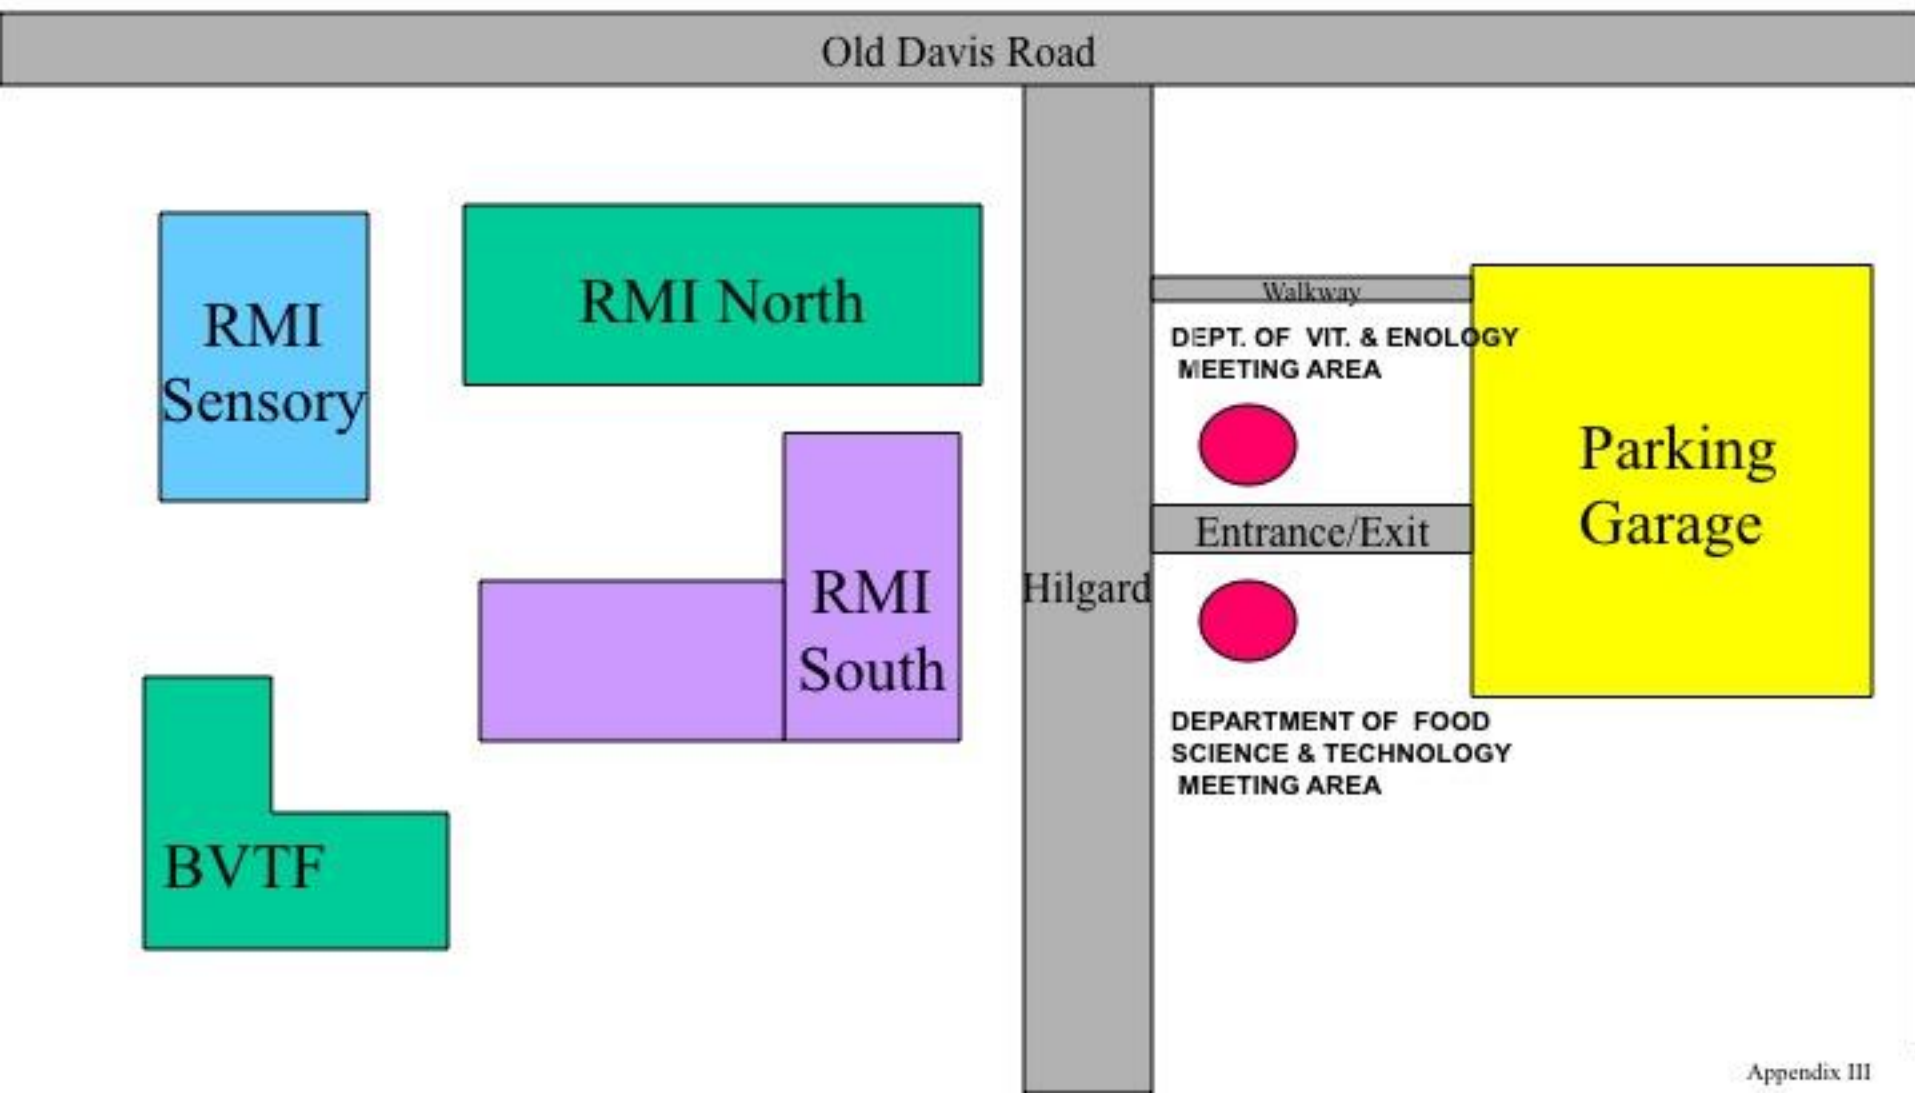 Old Davis Road
RMI
Sensory
RMI North
Walkway
DEPT. OF VIT. & ENOLOGY
MEETING AREA
Parking
Garage
Entrance/Exit
Hilgard
RMI
South
DEPARTMENT OF FOOD
SCIENCE & TECHNOLOGY
MEETING AREA
BVTF
Appendix III